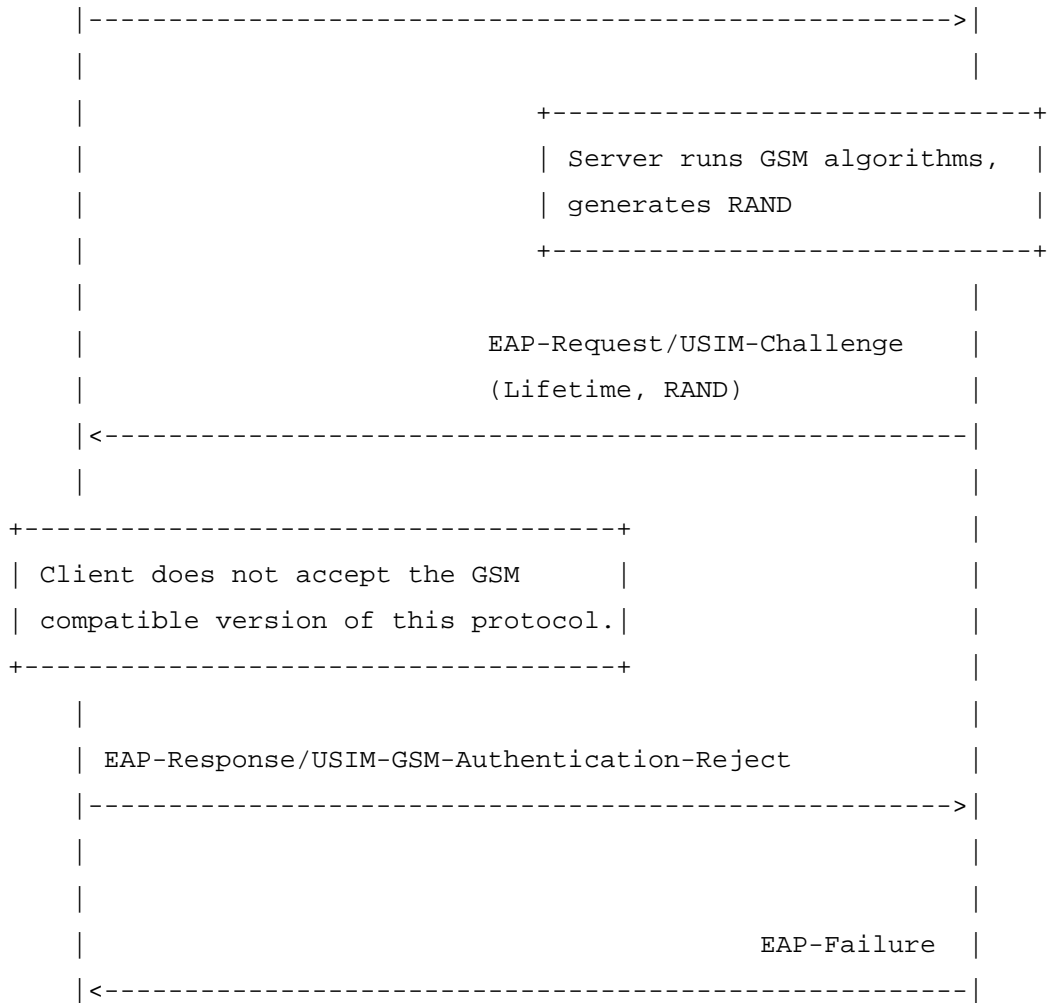 Server runs GSM algorithms,
generates RAND
EAP-Request/USIM-Challenge
(Lifetime, RAND)
Client does not accept the GSM
compatible version of this protocol.
EAP-Response/USIM-GSM-Authentication-Reject
EAP-Failure